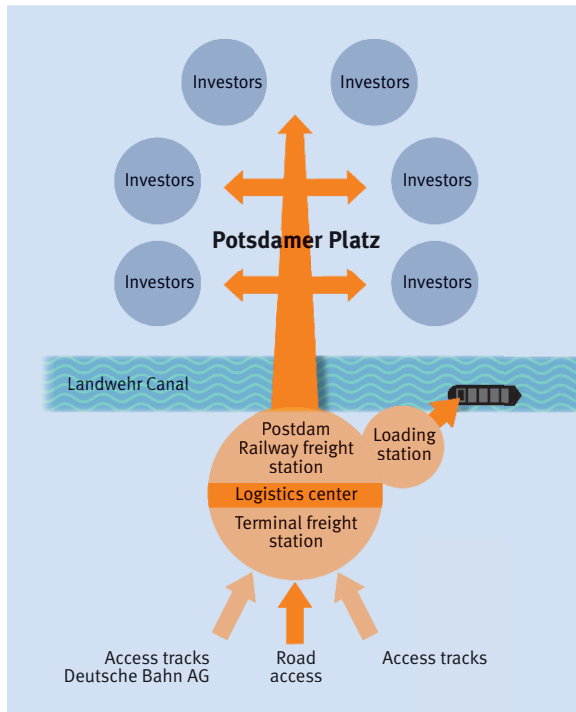 Investors
Investors
Investors
Investors
Potsdamer Platz
Investors
Investors
Landwehr Canal
Postdam
Railway freight
station
Loading
station
Logistics center
Terminal freight
station
Access tracks
Deutsche Bahn AG
Road
access
Access tracks